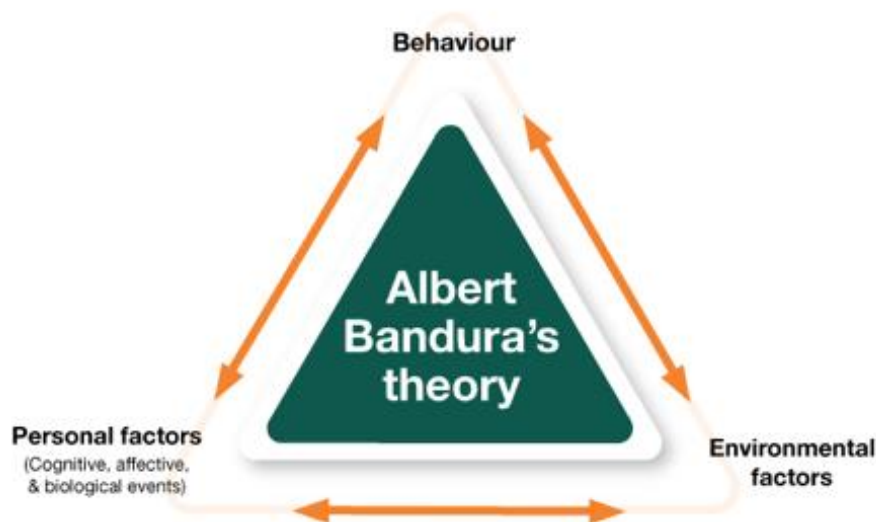 Behaviour
Albert
Bandura's
theory
Personal factors
(Cognitive, affective,
& biological events)
Environmental
factors